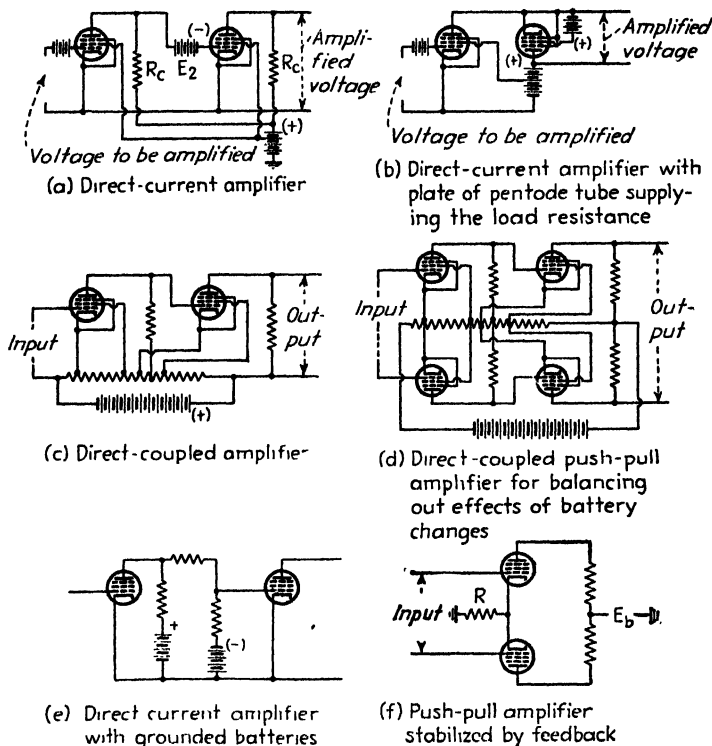 (-)
Ampli-
fied
voltage
R_c
E_2
R_c
(+)
Voltage to be amplified
(a) Direct-current amplifier
(+)
(+)
Amplified
voltage
Voltage to be amplified
(b) Direct-current amplifier with
plate of pentode tube supply-
ing the load resistance
Input
Out-
put
(+)
(c) Direct-coupled amplifier
Input
Out-
put
(d) Direct-coupled push-pull
amplifier for balancing
out effects of battery
changes
+
(-)
(e) Direct current amplifier
with grounded batteries
Input
R
E_b
(f) Push-pull amplifier
stabilized by feedback